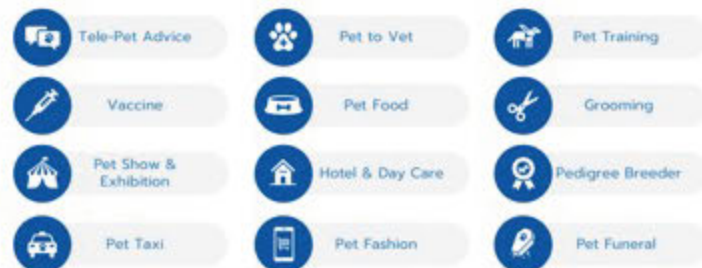 Tele-Pet Advice
Pet to Vet
Pet Training
Vaccine
Pet Food
Grooming
Pet Show &
Exhibition
Hotel & Day Care
Pedigree Breeder
Pet Taxi
Pet Fashion
Pet Funeral